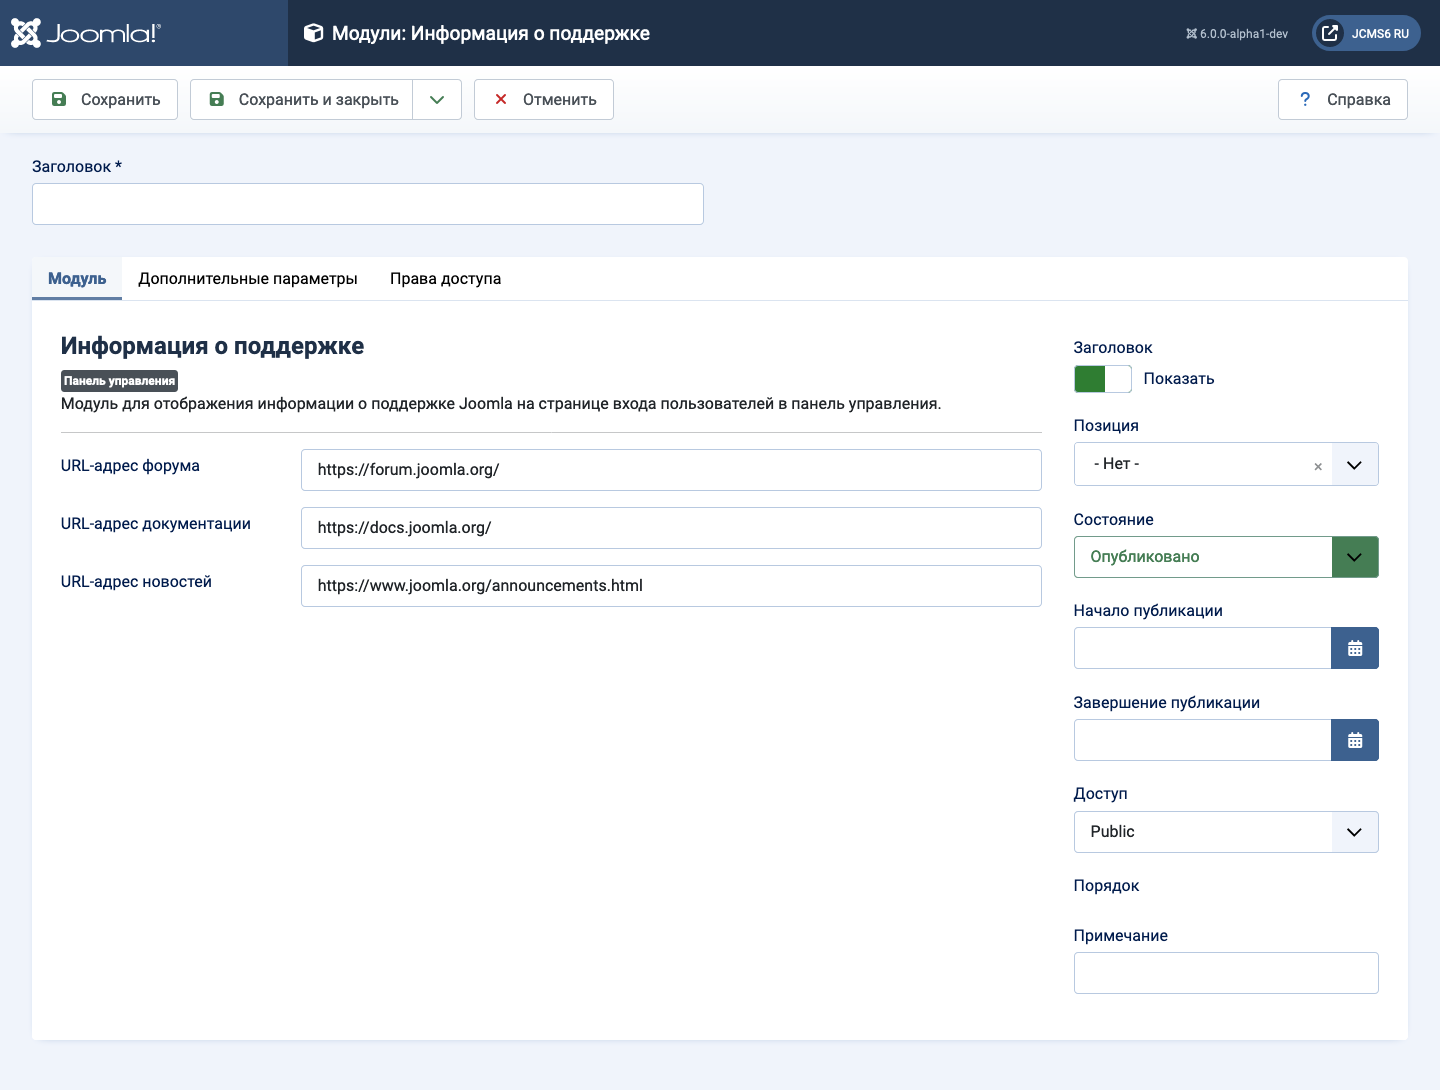 Joomla!®
Модули: Информация о поддержке
6.0.0-alpha1-dev
JCMS6 RU
Сохранить
Сохранить и закрыть
Отменить
? Справка
Заголовок *
Модуль
Дополнительные параметры
Права доступа
Информация о поддержке
Панель управления
Модуль для отображения информации о поддержке Joomla на странице входа пользователей в панель управления.
URL-адрес форума
https://forum.joomla.org/
URL-адрес документации
https://docs.joomla.org/
URL-адрес новостей
https://www.joomla.org/announcements.html
Заголовок
Показать
Позиция
- Нет -
×
Состояние
Опубликовано
Начало публикации
Завершение публикации
Доступ
Public
Порядок
Примечание